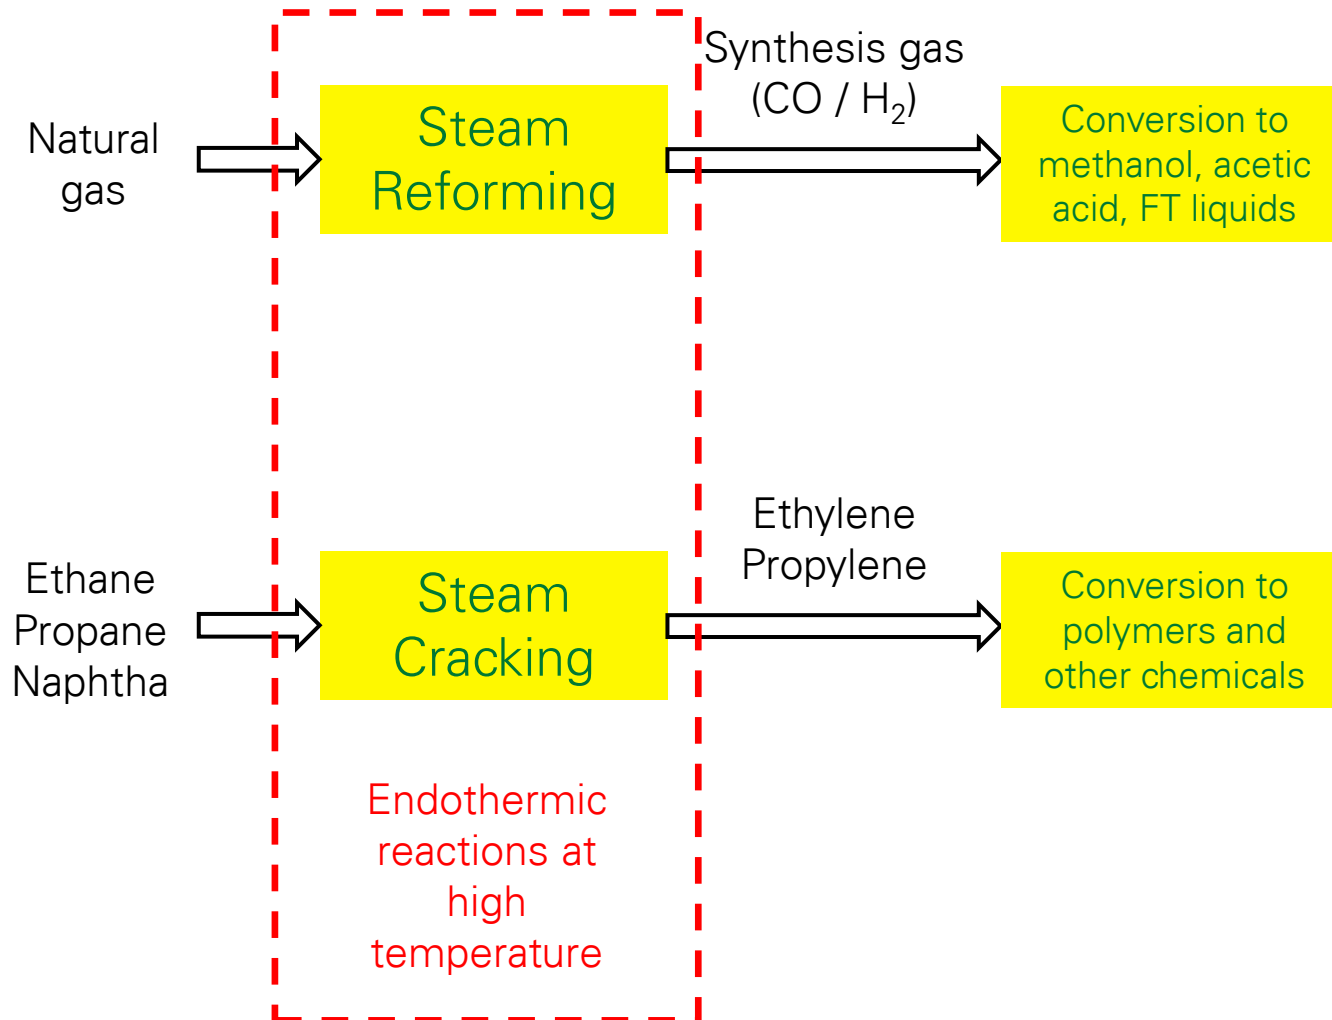 Natural
gas
Steam
Reforming
Synthesis gas
(CO / H₂)
Conversion to
methanol, acetic
acid, FT liquids
Ethane
Propane
Naphtha
Steam
Cracking
Ethylene
Propylene
Conversion to
polymers and
other chemicals
Endothermic
reactions at
high
temperature